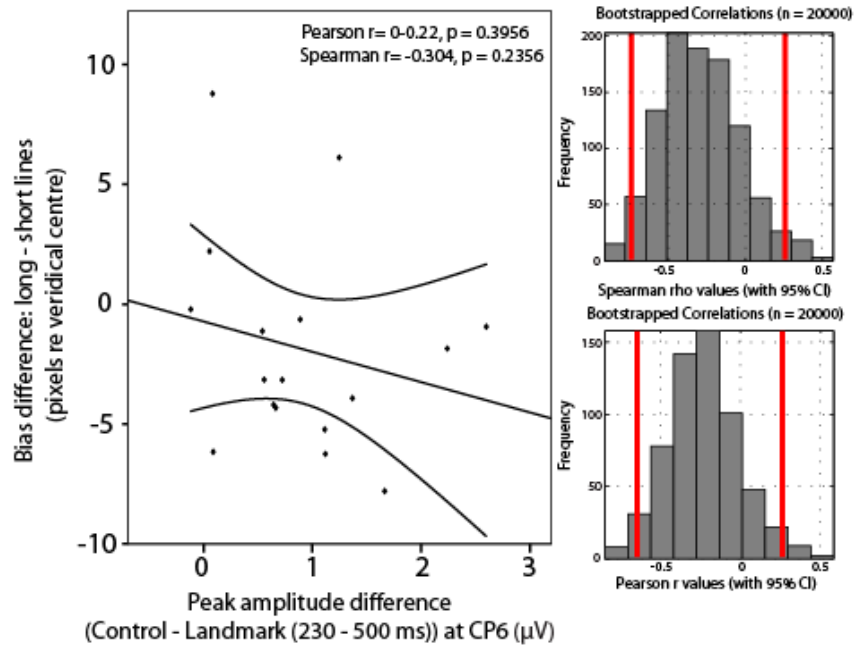 Pearson r= 0-0.22, p = 0.3956
Spearman r= -0.304, p = 0.2356
10
5
0
-5
-10
Bias difference: long - short lines
(pixels re veridical centre)
0 1 2 3
Peak amplitude difference
(Control - Landmark (230 - 500 ms)) at CP6 (μV)
Bootstrapped Correlations (n = 20000)
200
150
100
50
0
Frequency
-0.5 0 0.5
Spearman rho values (with 95% CI)
Bootstrapped Correlations (n = 20000)
150
100
50
0
Frequency
-0.5 0 0.5
Pearson r values (with 95% CI)